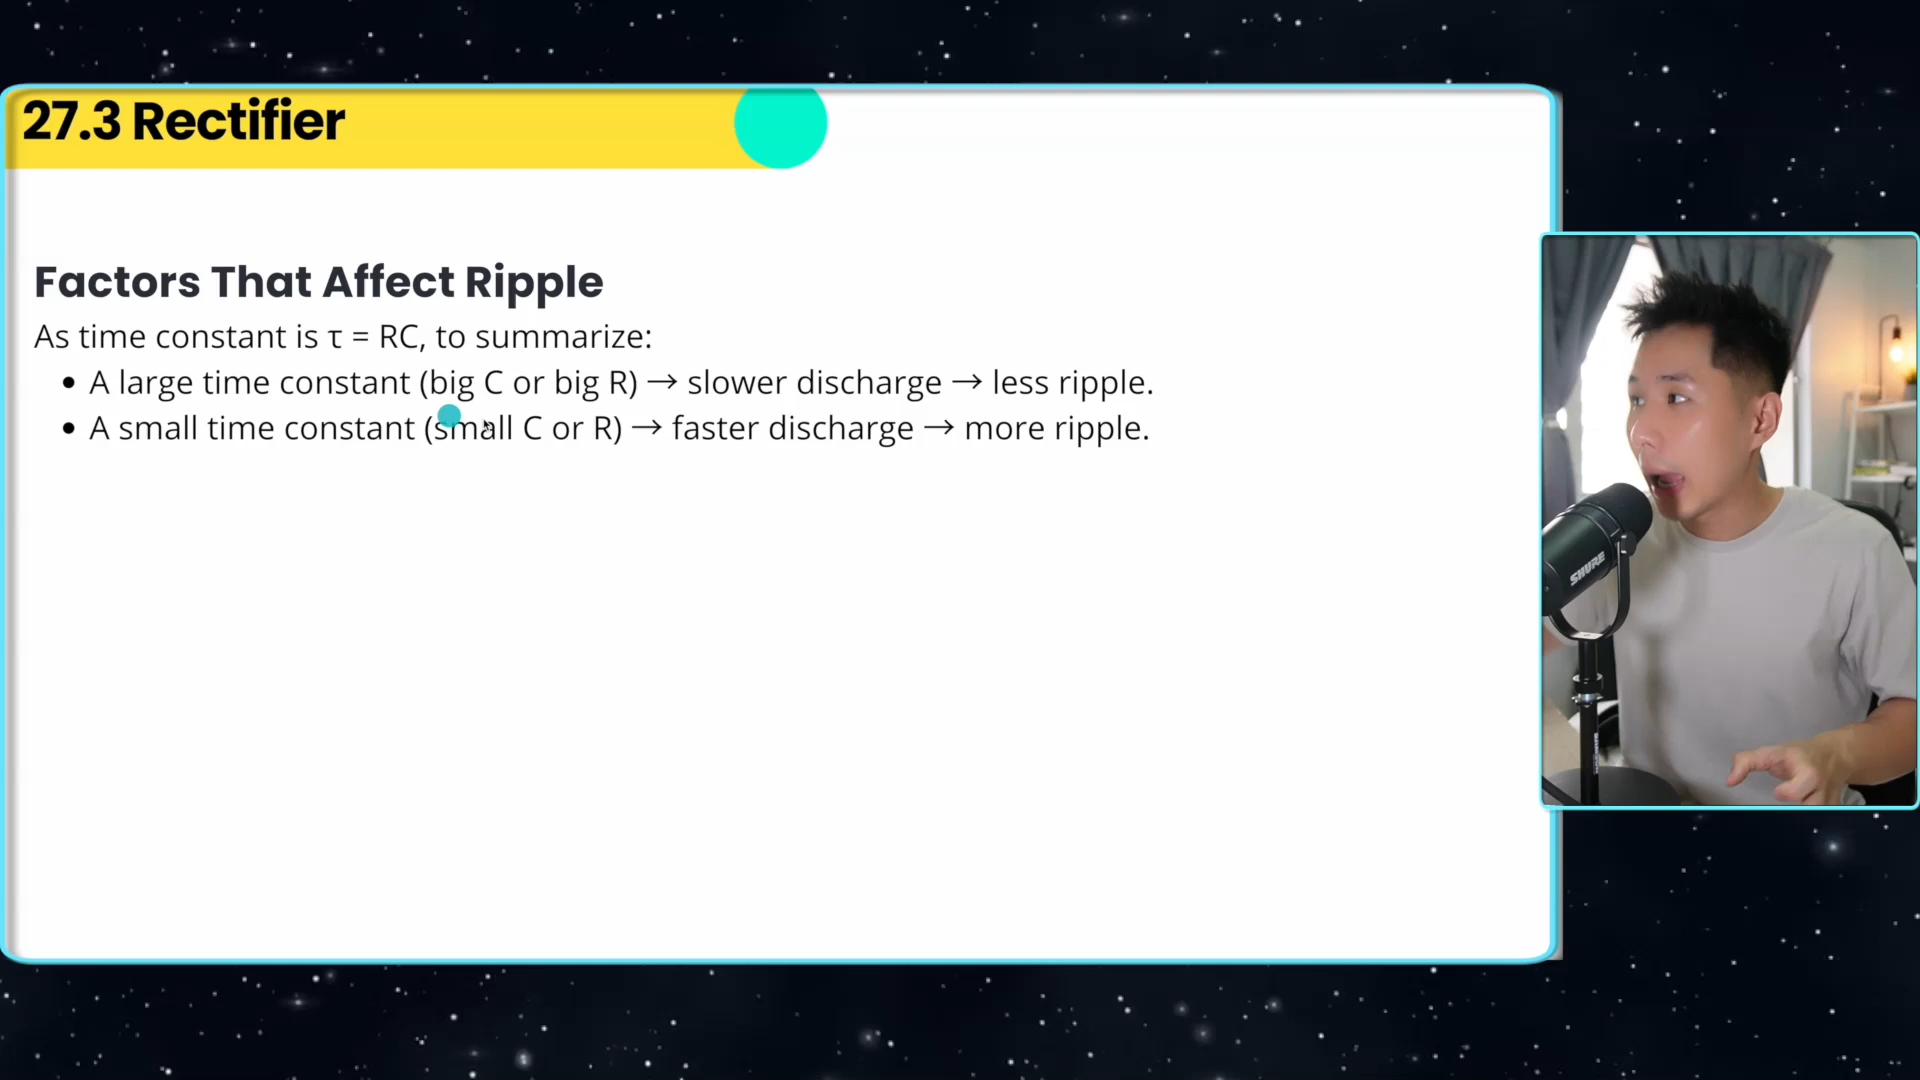 27.3 Rectifier
Factors That Affect Ripple
As time constant is τ = RC, to summarize:
• A large time constant (big C or big R) → slower discharge → less ripple.
• A small time constant (small C or R) → faster discharge → more ripple.
SHURE